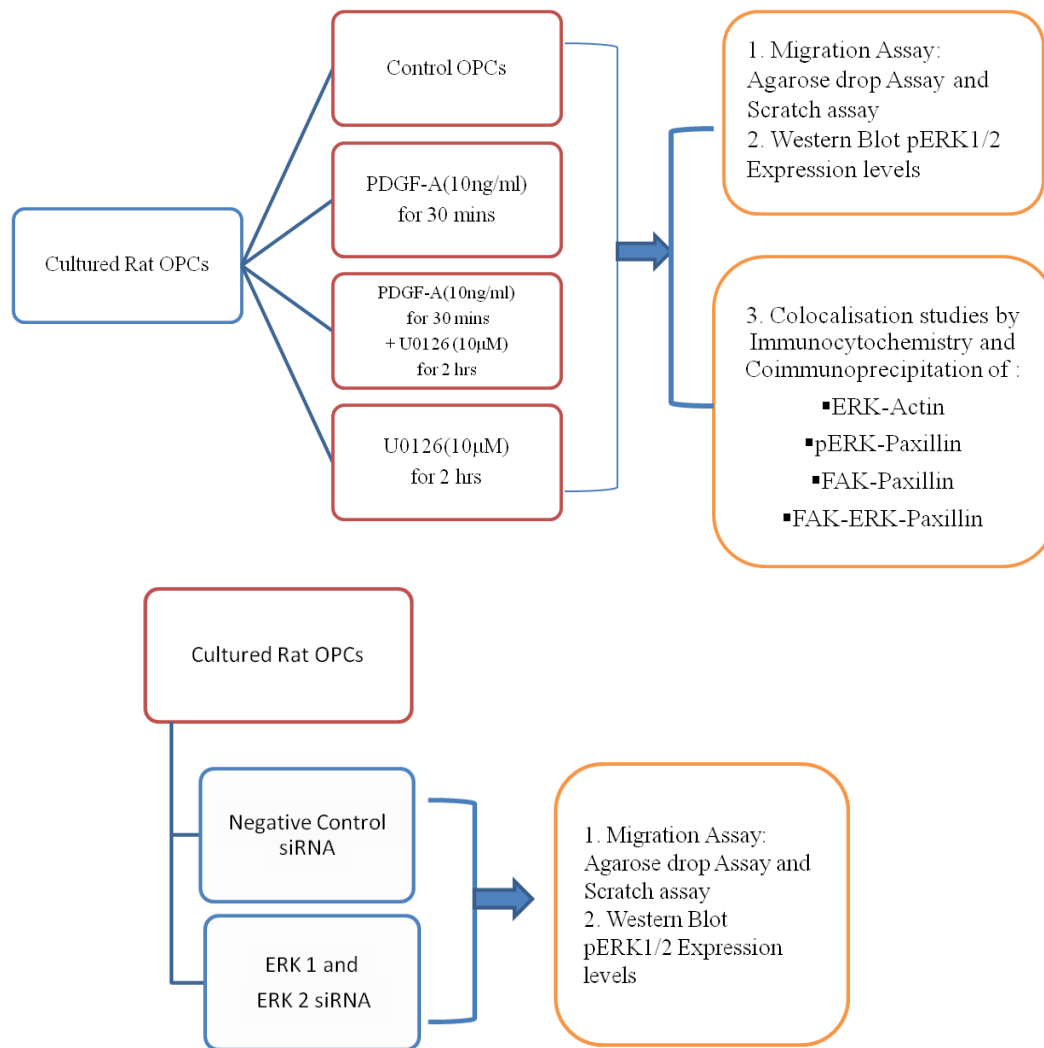 Cultured Rat OPCs
Control OPCs
PDGF-A(10ng/ml)
for 30 mins
PDGF-A(10ng/ml)
for 30 mins
+ U0126 (10µM)
for 2 hrs
U0126(10µM)
for 2 hrs
1. Migration Assay:
Agarose drop Assay and
Scratch assay
2. Western Blot pERK1/2
Expression levels
3. Colocalisation studies by
Immunocytochemistry and
Coimmunoprecipitation of :
▪ERK-Actin
▪pERK-Paxillin
▪FAK-Paxillin
▪FAK-ERK-Paxillin
Cultured Rat OPCs
Negative Control
siRNA
ERK 1 and
ERK 2 siRNA
1. Migration Assay:
Agarose drop Assay and
Scratch assay
2. Western Blot
pERK1/2 Expression
levels